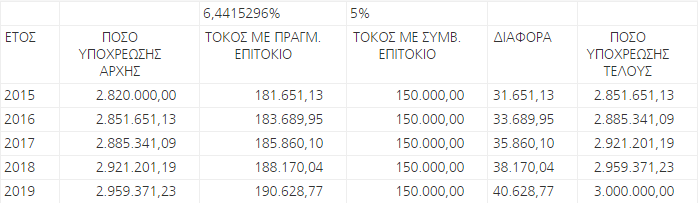 6,4415296% 5%
ΕΤΟΣ ΠΟΣΟ ΥΠΟΧΡΕΩΣΗΣ ΑΡΧΗΣ ΤΟΚΟΣ ΜΕ ΠΡΑΓΜ. ΕΠΙΤΟΚΙΟ ΤΟΚΟΣ ΜΕ ΣΥΜΒ. ΕΠΙΤΟΚΙΟ ΔΙΑΦΟΡΑ ΠΟΣΟ ΥΠΟΧΡΕΩΣΗΣ ΤΕΛΟΥΣ
2015 2.820.000,00 181.651,13 150.000,00 31.651,13 2.851.651,13
2016 2.851.651,13 183.689,95 150.000,00 33.689,95 2.885.341,09
2017 2.885.341,09 185.860,10 150.000,00 35.860,10 2.921.201,19
2018 2.921.201,19 188.170,04 150.000,00 38.170,04 2.959.371,23
2019 2.959.371,23 190.628,77 150.000,00 40.628,77 3.000.000,00